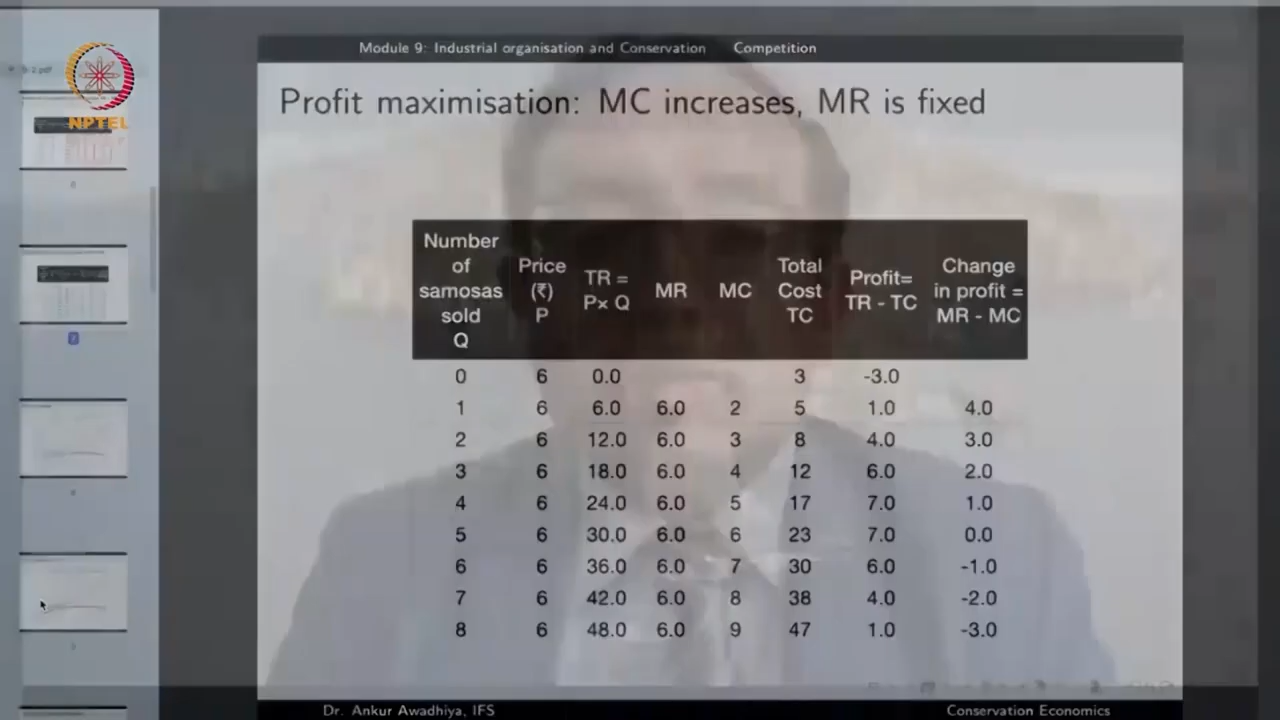 NPTEL
Module 9: Industrial organisation and Conservation Competition
Profit maximisation: MC increases, MR is fixed
Number of samosas sold Q Price (₹) P TR = P× Q MR MC Total Cost TC Profit= TR - TC Change in profit = MR - MC
0 6 0.0 3 -3.0
1 6 6.0 6.0 2 5 1.0 4.0
2 6 12.0 6.0 3 8 4.0 3.0
3 6 18.0 6.0 4 12 6.0 2.0
4 6 24.0 6.0 5 17 7.0 1.0
5 6 30.0 6.0 6 23 7.0 0.0
6 6 36.0 6.0 7 30 6.0 -1.0
7 6 42.0 6.0 8 38 4.0 -2.0
8 6 48.0 6.0 9 47 1.0 -3.0
Dr. Ankur Awadhiya, IFS Conservation Economics